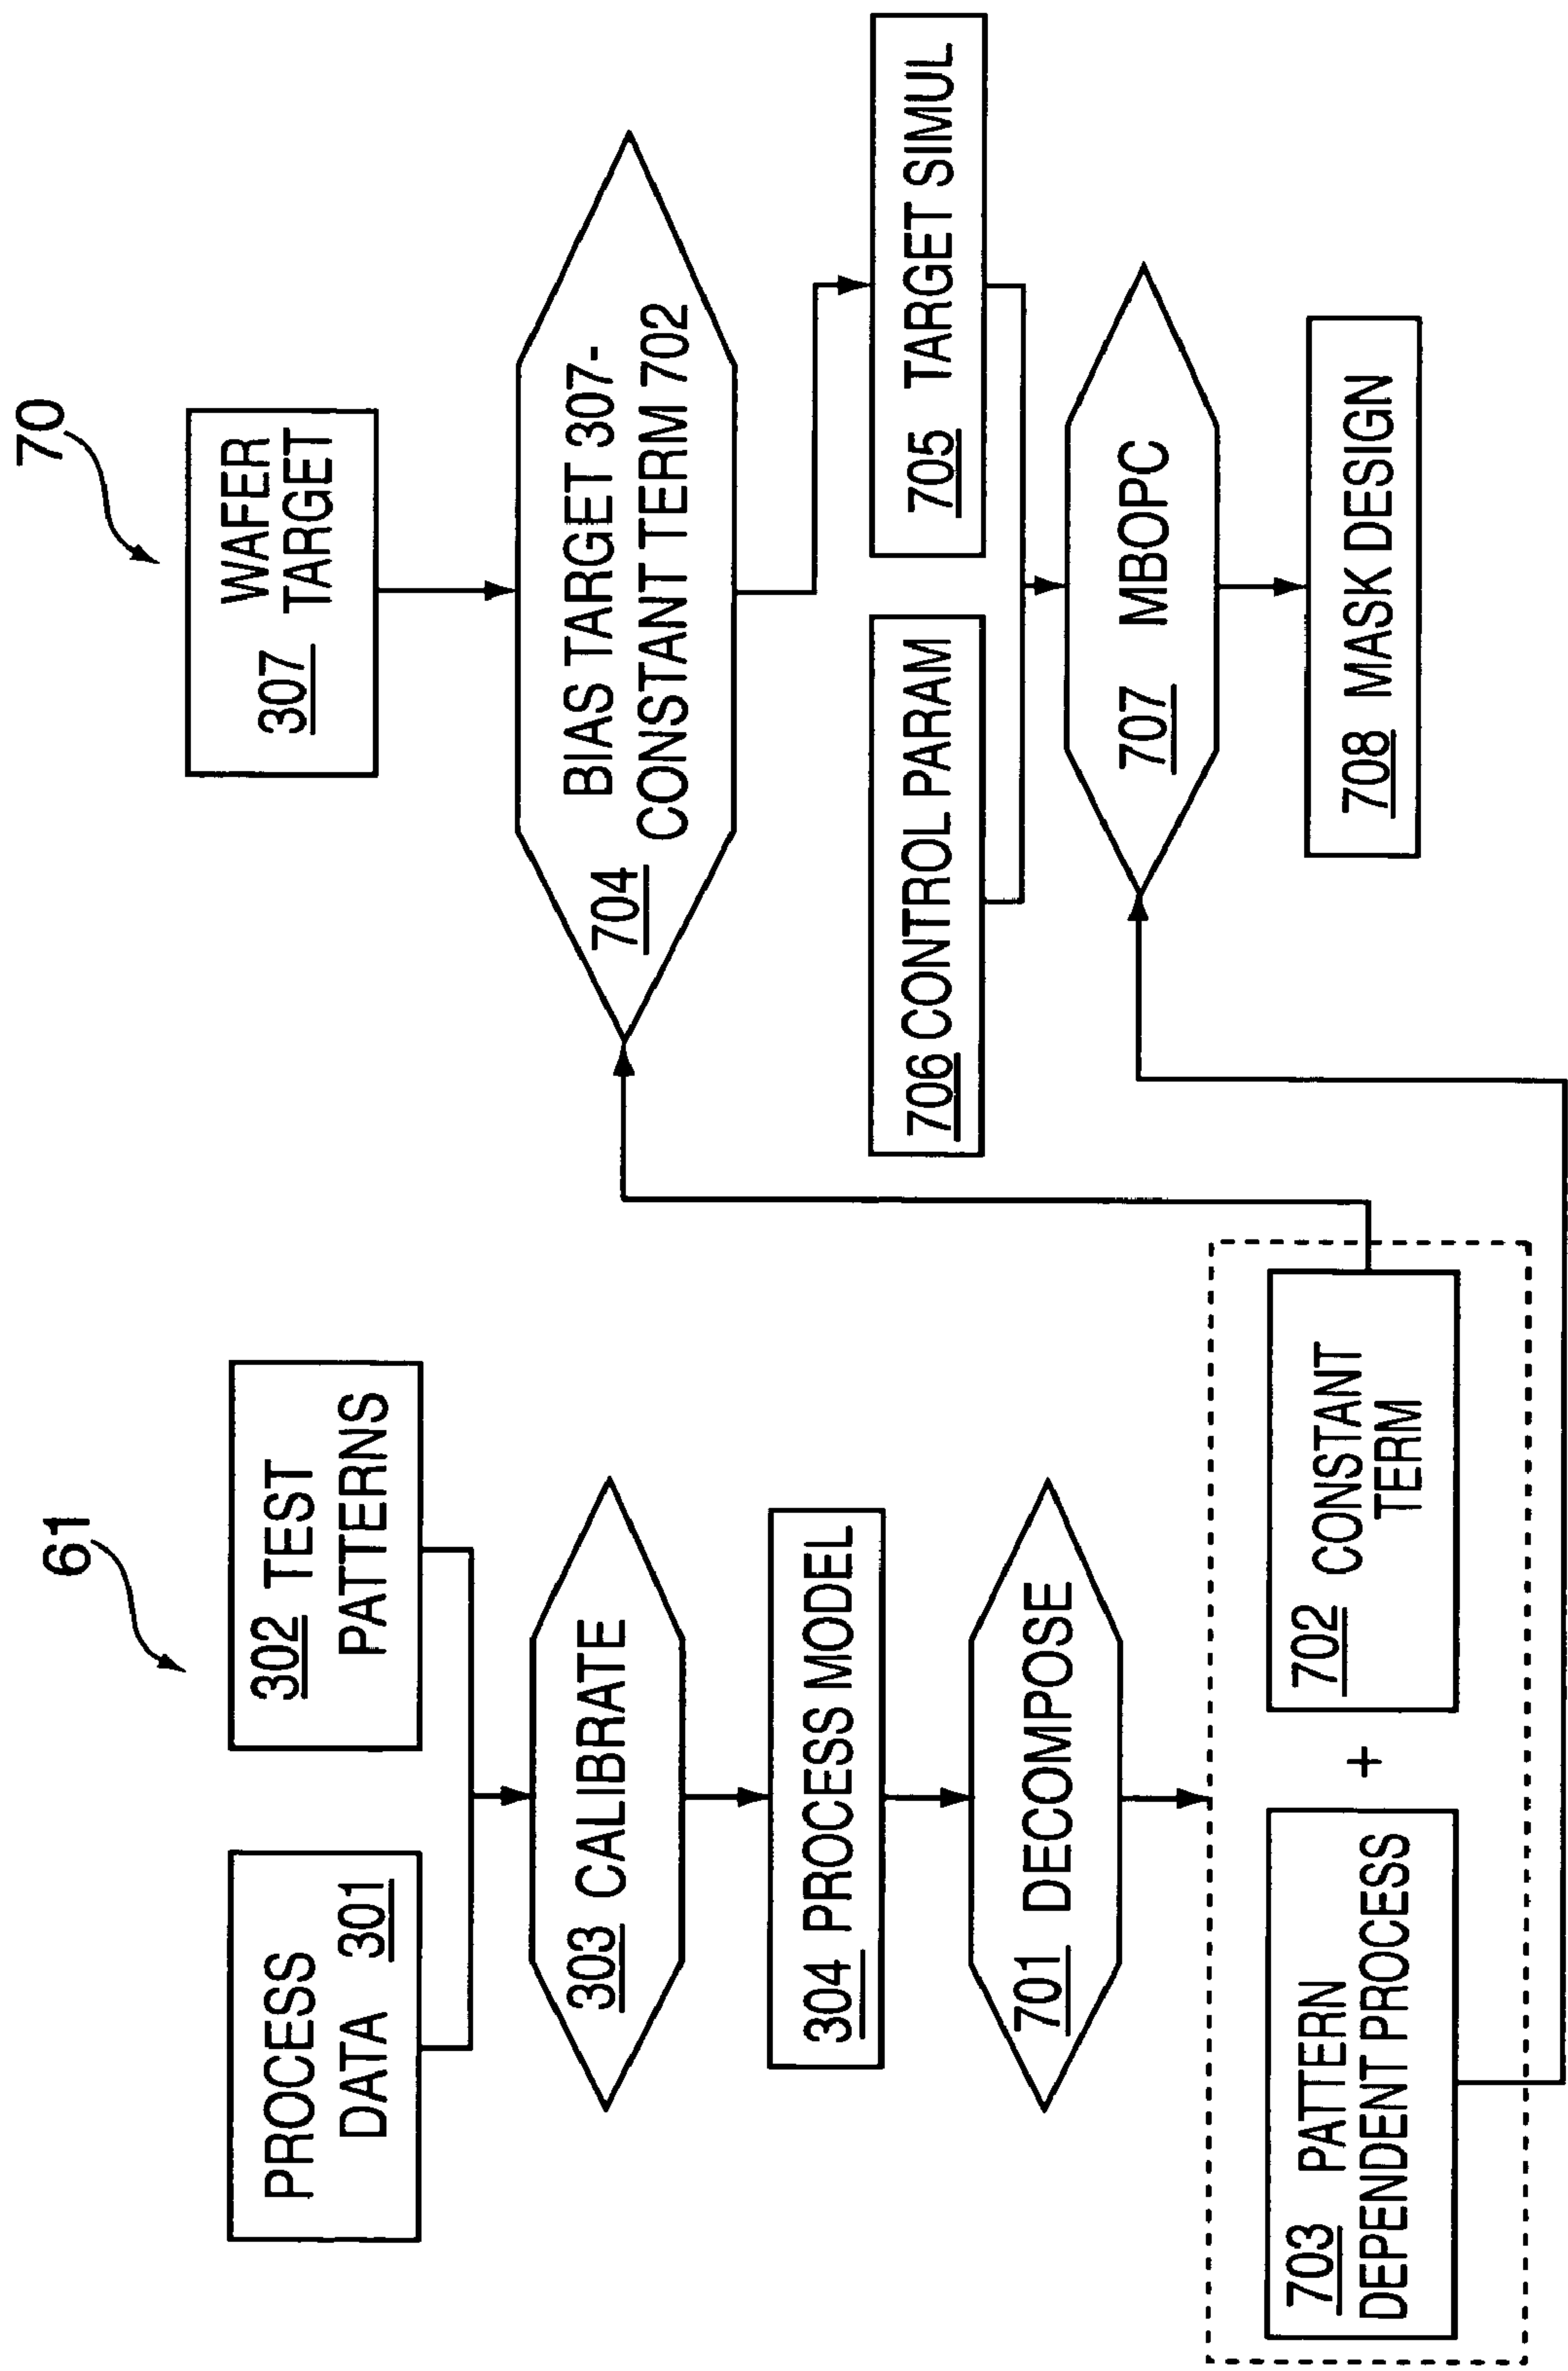 61
PROCESS
DATA 301
302 TEST
PATTERNS
303 CALIBRATE
304 PROCESS MODEL
701 DECOMPOSE
703 PATTERN
DEPENDENT PROCESS
+
702 CONSTANT
TERM
70
WAFER
307 TARGET
BIAS TARGET 307-
704 CONSTANT TERM 702
706 CONTROL PARAM
705 TARGET SIMUL
707 MBOPC
708 MASK DESIGN